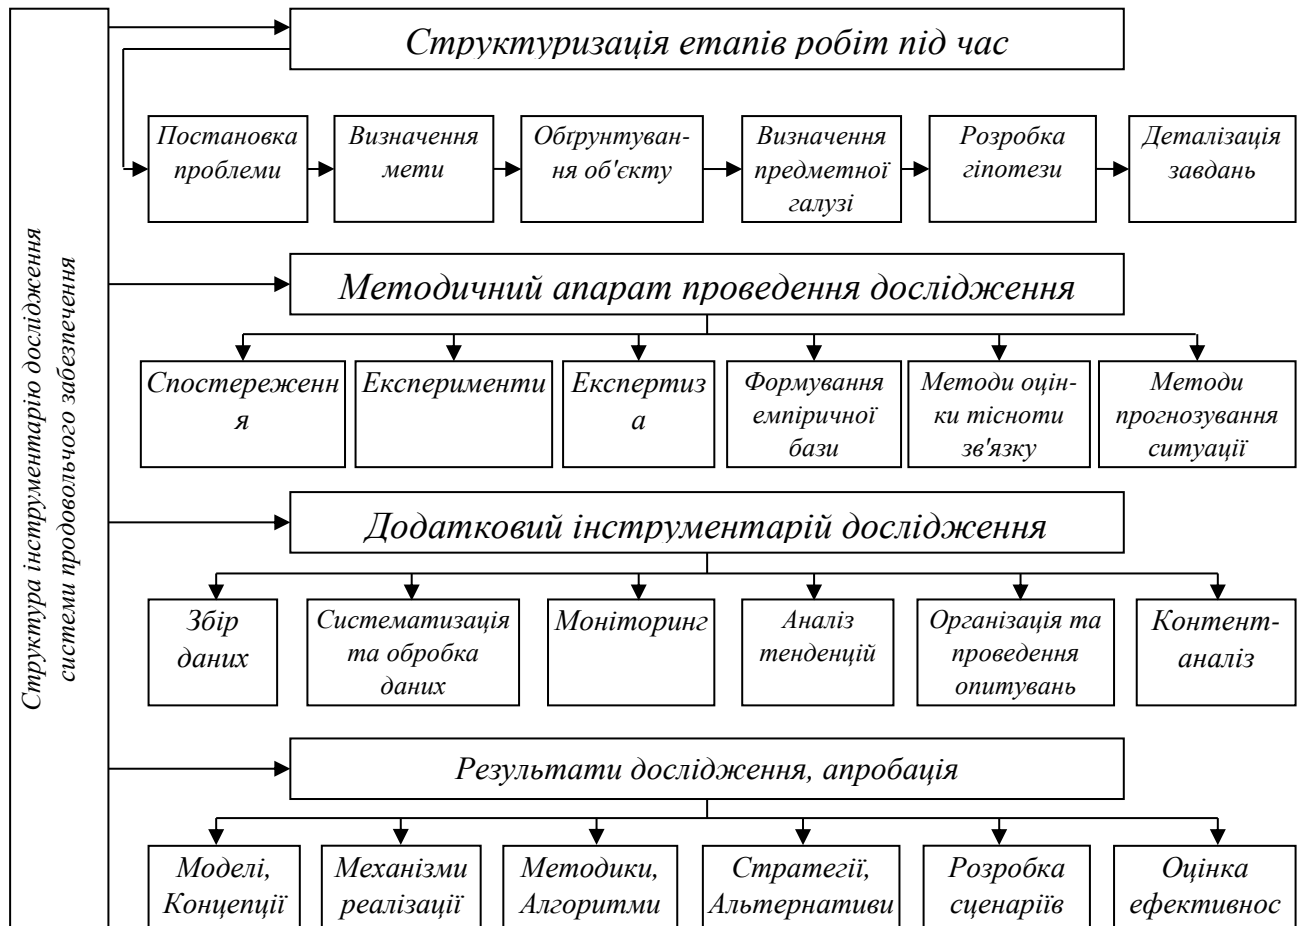 Структура інструментарію дослідження
системи продовольчого забезпечення
Структуризація етапів робіт під час
Постановка
проблеми
Визначення
мети
Обґрунтуван-
ня об'єкту
Визначення
предметної
галузі
Розробка
гіпотези
Деталізація
завдань
Методичний апарат проведення дослідження
Спостереженн
я
Експерименти
Експертиз
а
Формування
емпіричної
бази
Методи оцін-
ки тісноти
зв'язку
Методи
прогнозування
ситуації
Додатковий інструментарій дослідження
Збір
даних
Систематизація
та обробка
даних
Моніторинг
Аналіз
тенденцій
Організація та
проведення
опитувань
Контент-
аналіз
Результати дослідження, апробація
Моделі,
Концепції
Механізми
реалізації
Методики,
Алгоритми
Стратегії,
Альтернативи
Розробка
сценаріїв
Оцінка
ефективнос